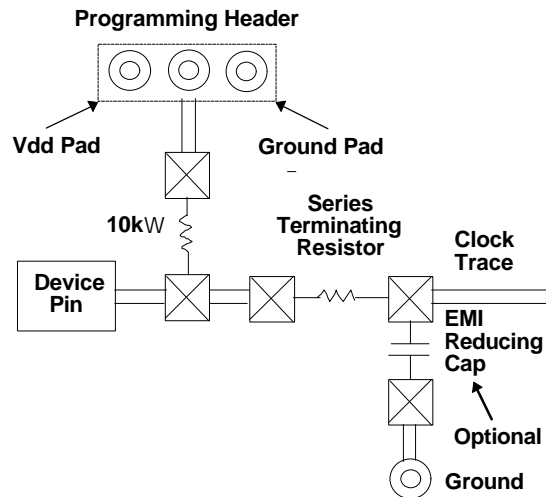 Programming Header
Vdd Pad
Ground Pad
10kW
Series
Terminating
Resistor
Clock
Trace
Device
Pin
EMI
Reducing
Cap
Optional
Ground